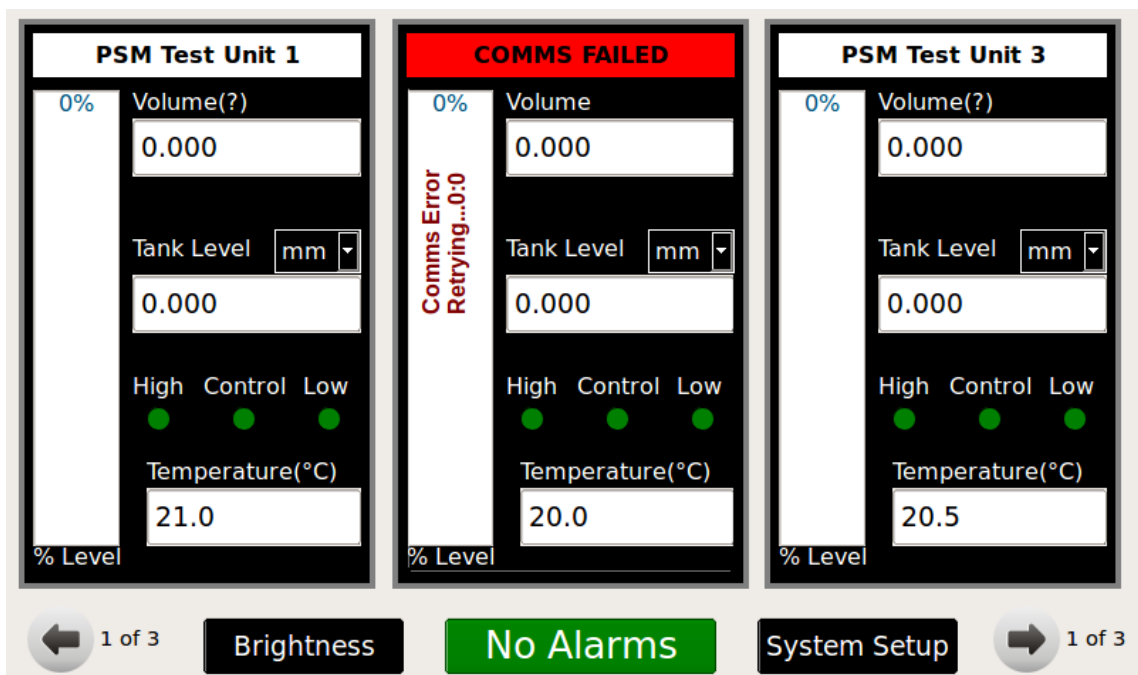 PSM Test Unit 1
0%
Volume(?)
0.000
Tank Level mm
0.000
High Control Low
Temperature(°C)
21.0
% Level
COMMS FAILED
0%
Volume
0.000
Comms Error
Retrying...0:0
Tank Level mm
0.000
High Control Low
Temperature(°C)
20.0
% Level
PSM Test Unit 3
0%
Volume(?)
0.000
Tank Level mm
0.000
High Control Low
Temperature(°C)
20.5
% Level
1 of 3
Brightness
No Alarms
System Setup
1 of 3